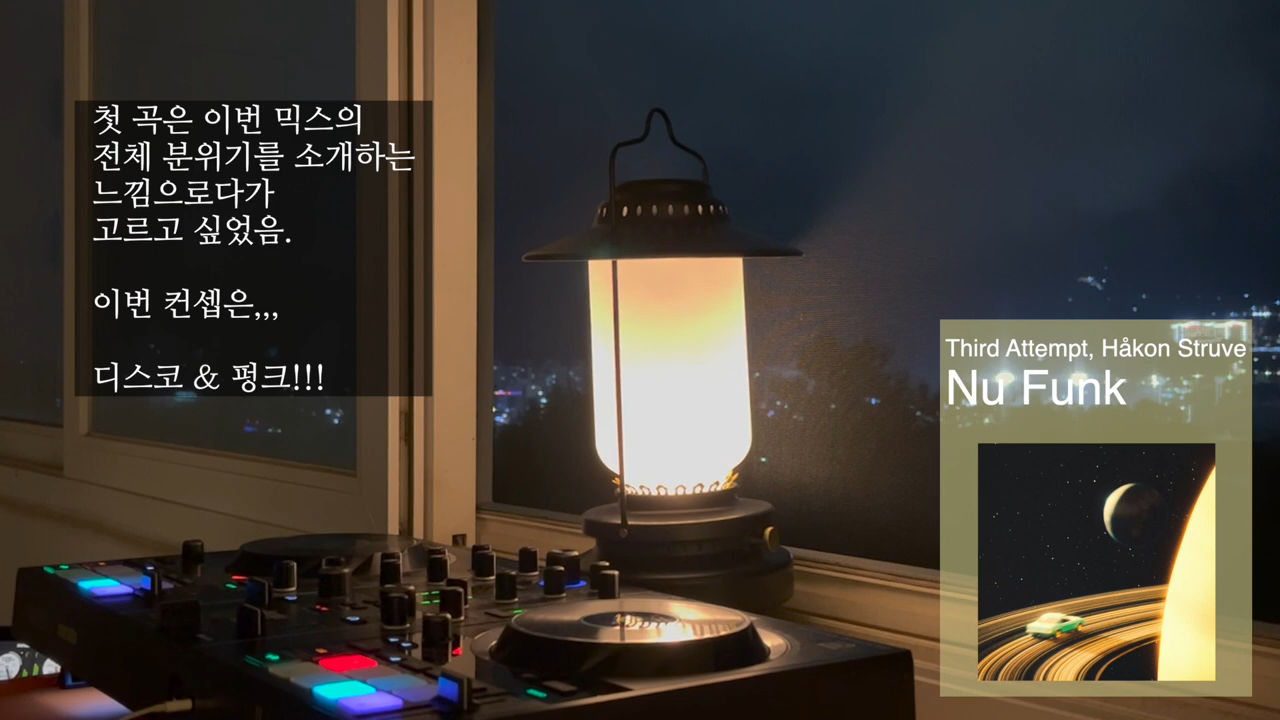 첫 곡은 이번 믹스의
전체 분위기를 소개하는
느낌으로다가
고르고 싶었음.
이번 컨셉은,,,
디스코 & 펑크!!!
Third Attempt, Håkon Struve
Nu Funk